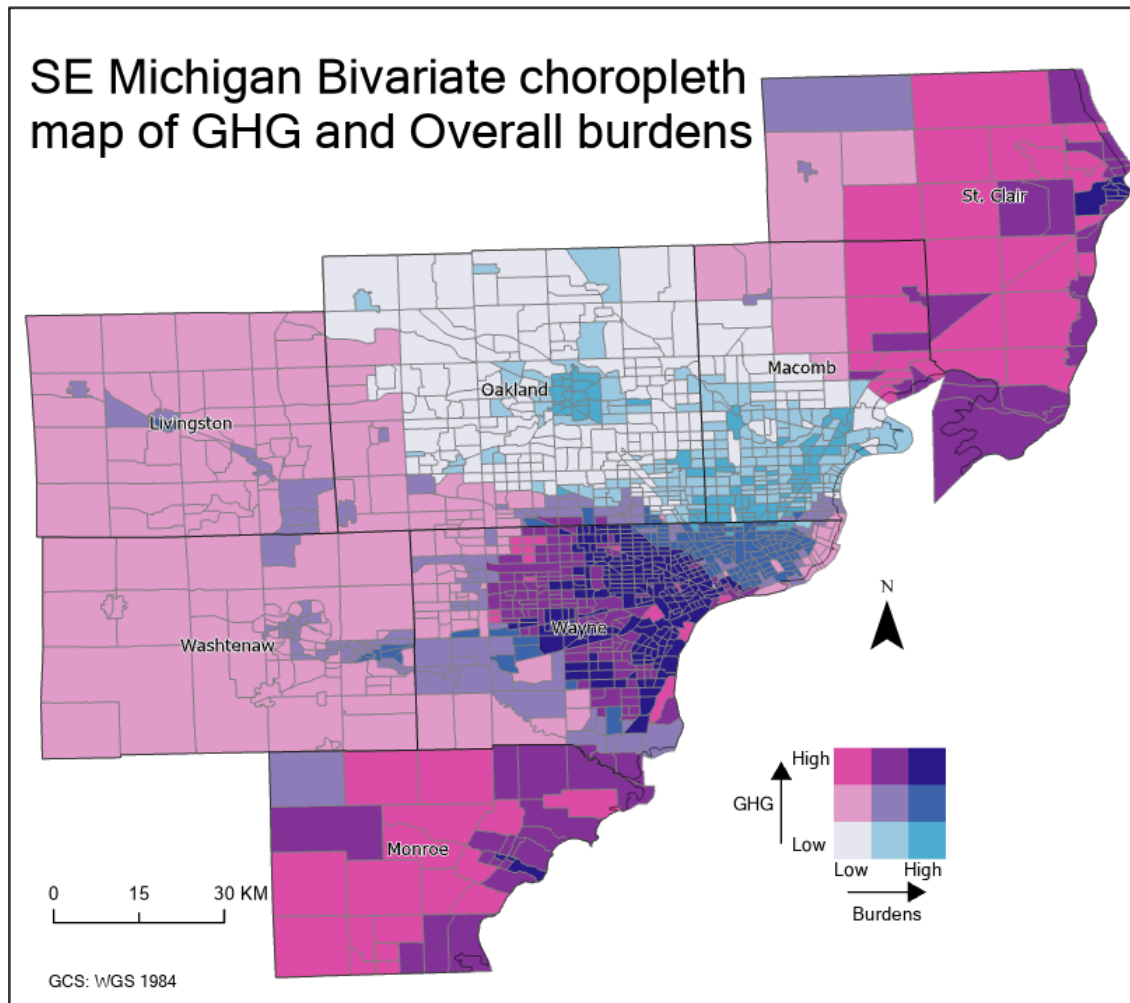 SE Michigan Bivariate choropleth
map of GHG and Overall burdens
St. Clair
Macomb
Oakland
Livingston
Wayne
Washtenaw
Monroe
N
High
GHG
Low
Low High
Burdens
0 15 30 KM
GCS: WGS 1984